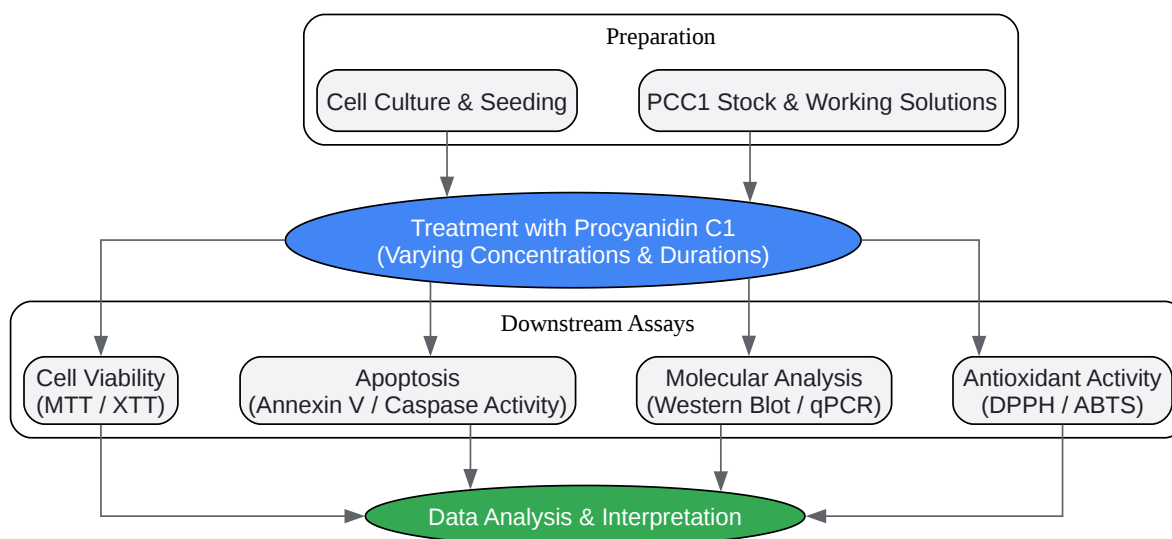 Preparation
Cell Culture & Seeding
PCC1 Stock & Working Solutions
Treatment with Procyanidin C1
(Varying Concentrations & Durations)
Downstream Assays
Cell Viability
(MTT / XTT)
Apoptosis
(Annexin V / Caspase Activity)
Molecular Analysis
(Western Blot / qPCR)
Antioxidant Activity
(DPPH / ABTS)
Data Analysis & Interpretation